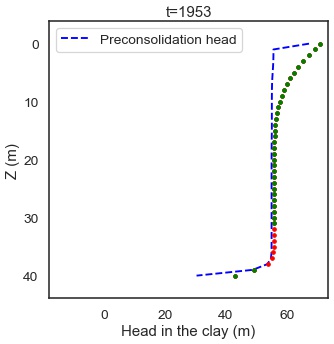 t=1953
Preconsolidation head
Z (m)
0
10
20
30
40
0 20 40 60
Head in the clay (m)